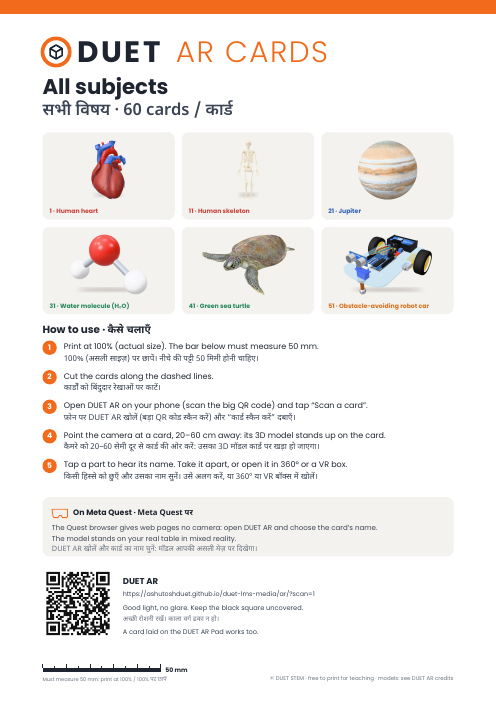 DUET AR CARDS
All subjects
सभी विषय · 60 cards / कार्ड
1 · Human heart
11 · Human skeleton
21 · Jupiter
31 · Water molecule (H₂O)
41 · Green sea turtle
51 · Obstacle-avoiding robot car
How to use · कैसे चलाएँ
1 Print at 100% (actual size). The bar below must measure 50 mm.
100% (असली साइज़) पर छापें। नीचे की पट्टी 50 मिमी होनी चाहिए।
2 Cut the cards along the dashed lines.
कार्डों को बिंदुदार रेखाओं पर काटें।
3 Open DUET AR on your phone (scan the big QR code) and tap “Scan a card”.
फ़ोन पर DUET AR खोलें (बड़ा QR कोड स्कैन करें) और “कार्ड स्कैन करें” दबाएँ।
4 Point the camera at a card, 20–60 cm away: its 3D model stands up on the card.
कैमरे को 20–60 सेमी दूर से कार्ड की ओर करें: उसका 3D मॉडल कार्ड पर खड़ा हो जाएगा।
5 Tap a part to hear its name. Take it apart, or open it in 360° or a VR box.
किसी हिस्से को छुएँ और उसका नाम सुनें। उसे अलग करें, या 360° या VR बॉक्स में खोलें।
On Meta Quest · Meta Quest पर
The Quest browser gives web pages no camera: open DUET AR and choose the card's name.
The model stands on your real table in mixed reality.
DUET AR खोलें और कार्ड का नाम चुनें: मॉडल आपकी असली मेज़ पर दिखेगा।
DUET AR
https://ashutoshduet.github.io/duet-lms-media/ar/?scan=1
Good light, no glare. Keep the black square uncovered.
अच्छी रोशनी रखें। काला वर्ग ढका न हो।
A card laid on the DUET AR Pad works too.
50 mm
Must measure 50 mm: print at 100% / 100% पर छापें
© DUET STEM · free to print for teaching · models: see DUET AR credits